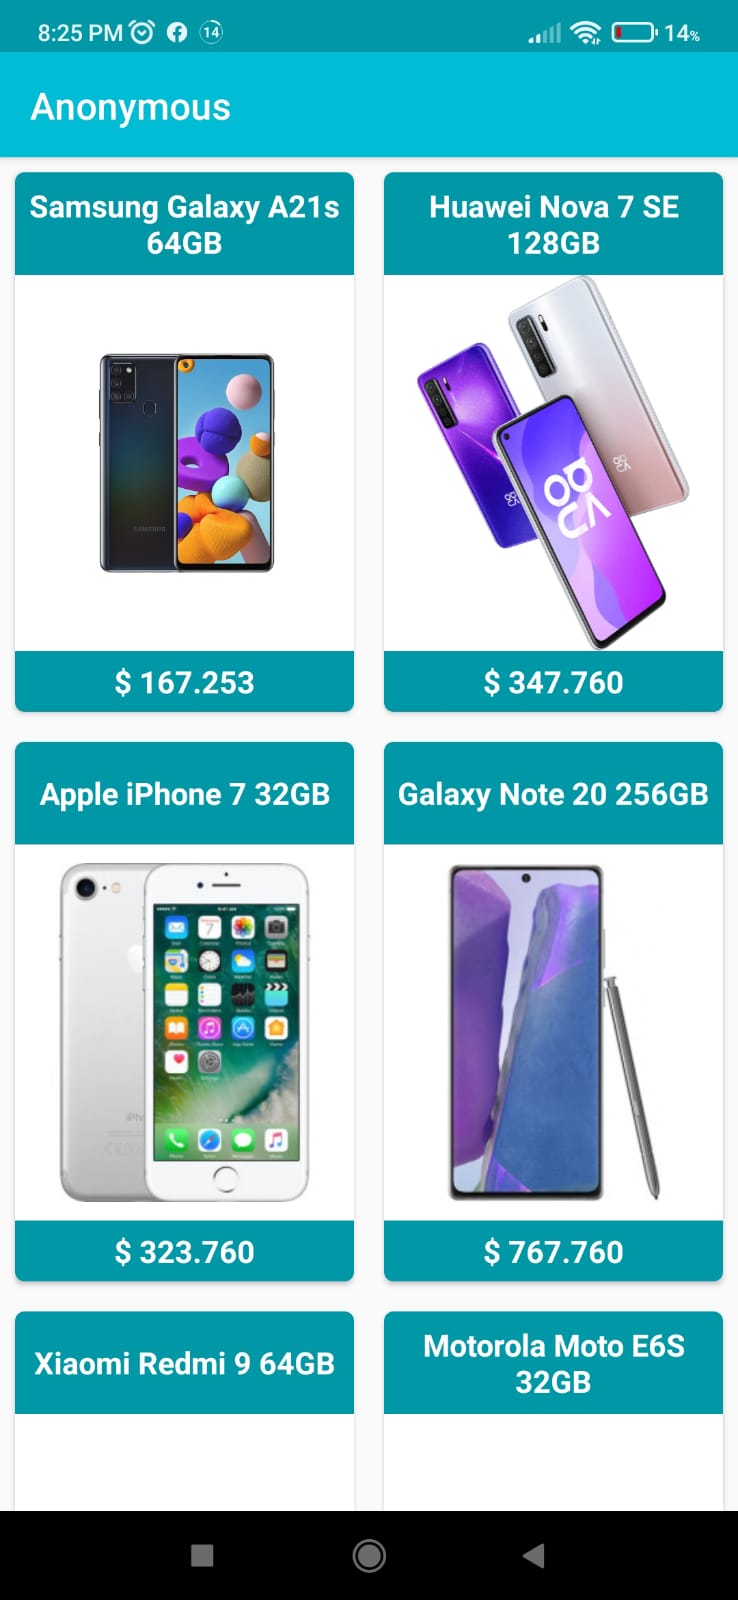 8:25 PM 14 14%
Anonymous
Samsung Galaxy A21s
64GB
Huawei Nova 7 SE
128GB
SAMSUNG
$ 167.253
$ 347.760
Apple iPhone 7 32GB
Galaxy Note 20 256GB
$ 323.760
$ 767.760
Xiaomi Redmi 9 64GB
Motorola Moto E6S
32GB